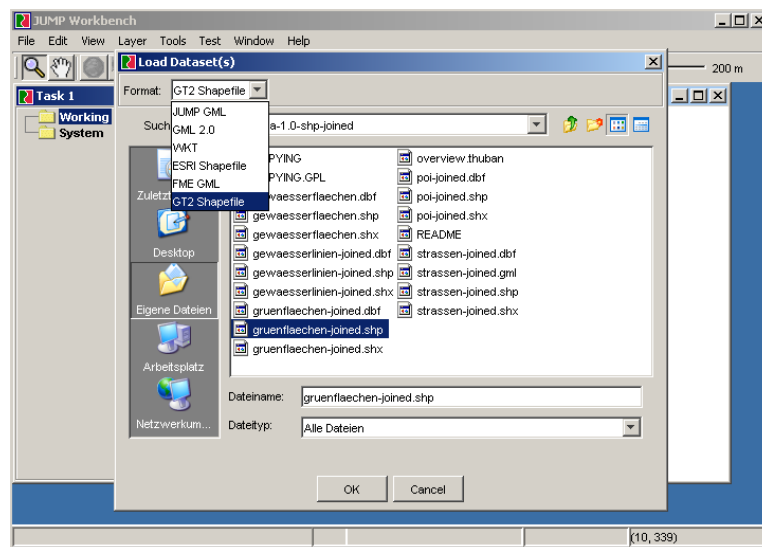 JUMP Workbench
File Edit View Layer Tools Test Window Help
Load Dataset(s)
200 m
Task 1
Format: GT2 Shapefile
Working
System
JUMP GML
GML 2.0
WKT
ESRI Shapefile
FME GML
GT2 Shapefile
Such
a-1.0-shp-joined
PYING
PYING.GPL
gewaesserflaechen.shp
gewaesserflaechen.shx
gewaesserlinien-joined.dbf
gewaesserlinien-joined.shp
gewaesserlinien-joined.shx
gruenflaechen-joined.dbf
gruenflaechen-joined.shp
gruenflaechen-joined.shx
overview.thuban
poi-joined.dbf
poi-joined.shp
poi-joined.shx
README
strassen-joined.dbf
strassen-joined.gml
strassen-joined.shp
strassen-joined.shx
Desktop
Eigene Dateien
Arbeitsplatz
Netzwerkum...
Dateiname: gruenflaechen-joined.shp
Dateityp: Alle Dateien
OK Cancel
(10, 339)